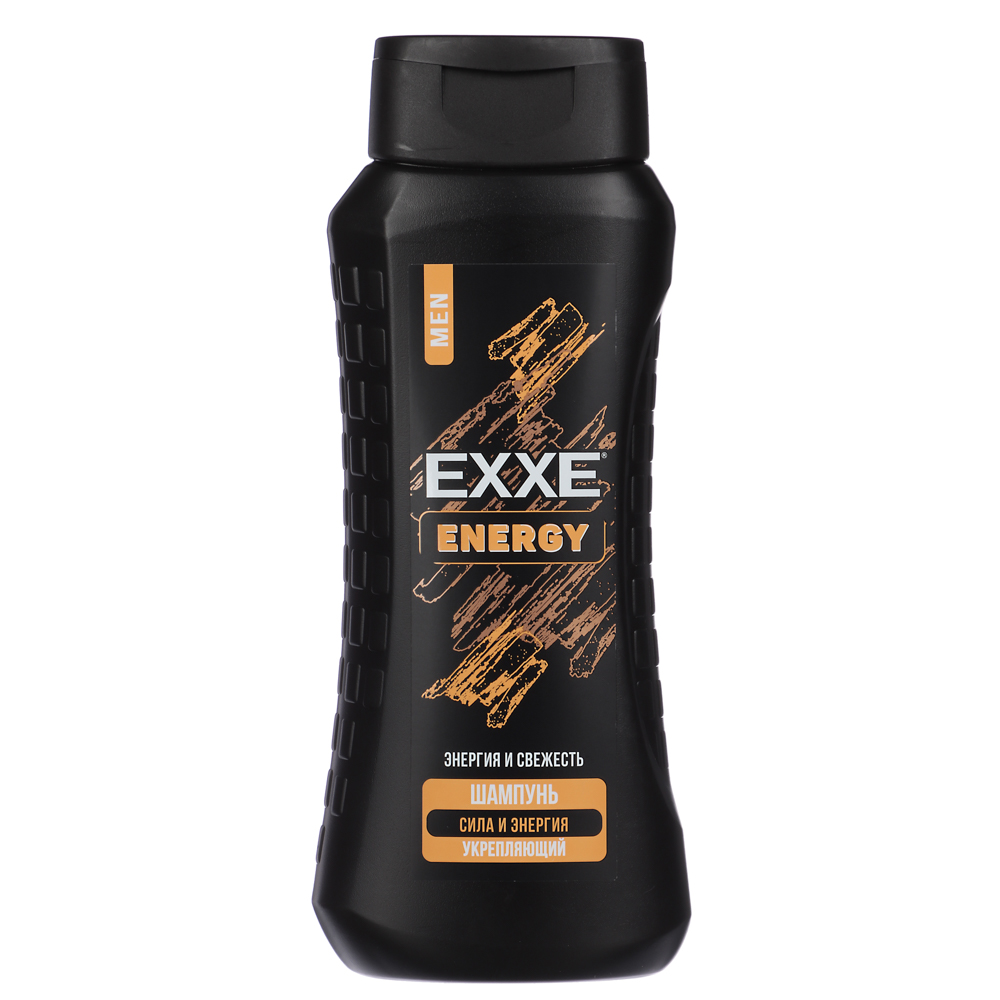 MEN
EXXE®
ENERGY
ЭНЕРГИЯ И СВЕЖЕСТЬ
ШАМПУНЬ
СИЛА И ЭНЕРГИЯ
УКРЕПЛЯЮЩИЙ